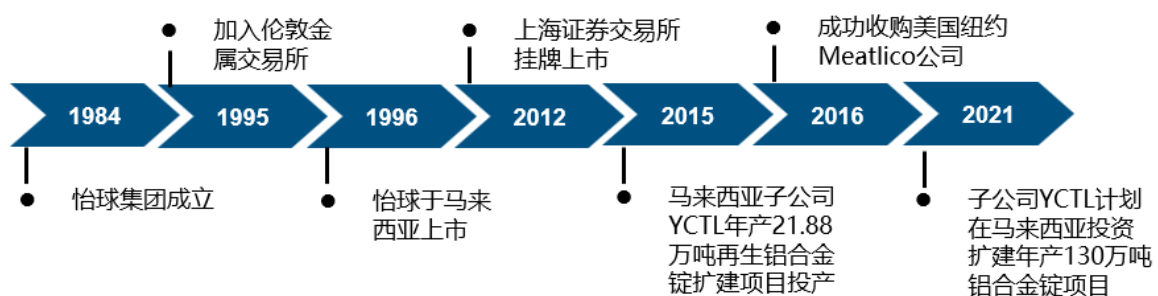 加入伦敦金
属交易所
上海证券交易所
挂牌上市
成功收购美国纽约
Meatlico公司
1984
1995
1996
2012
2015
2016
2021
怡球集团成立
怡球于马来
西亚上市
马来西亚子公司
YCTL年产21.88
万吨再生铝合金
锭扩建项目投产
子公司YCTL计划
在马来西亚投资
扩建年产130万吨
铝合金锭项目